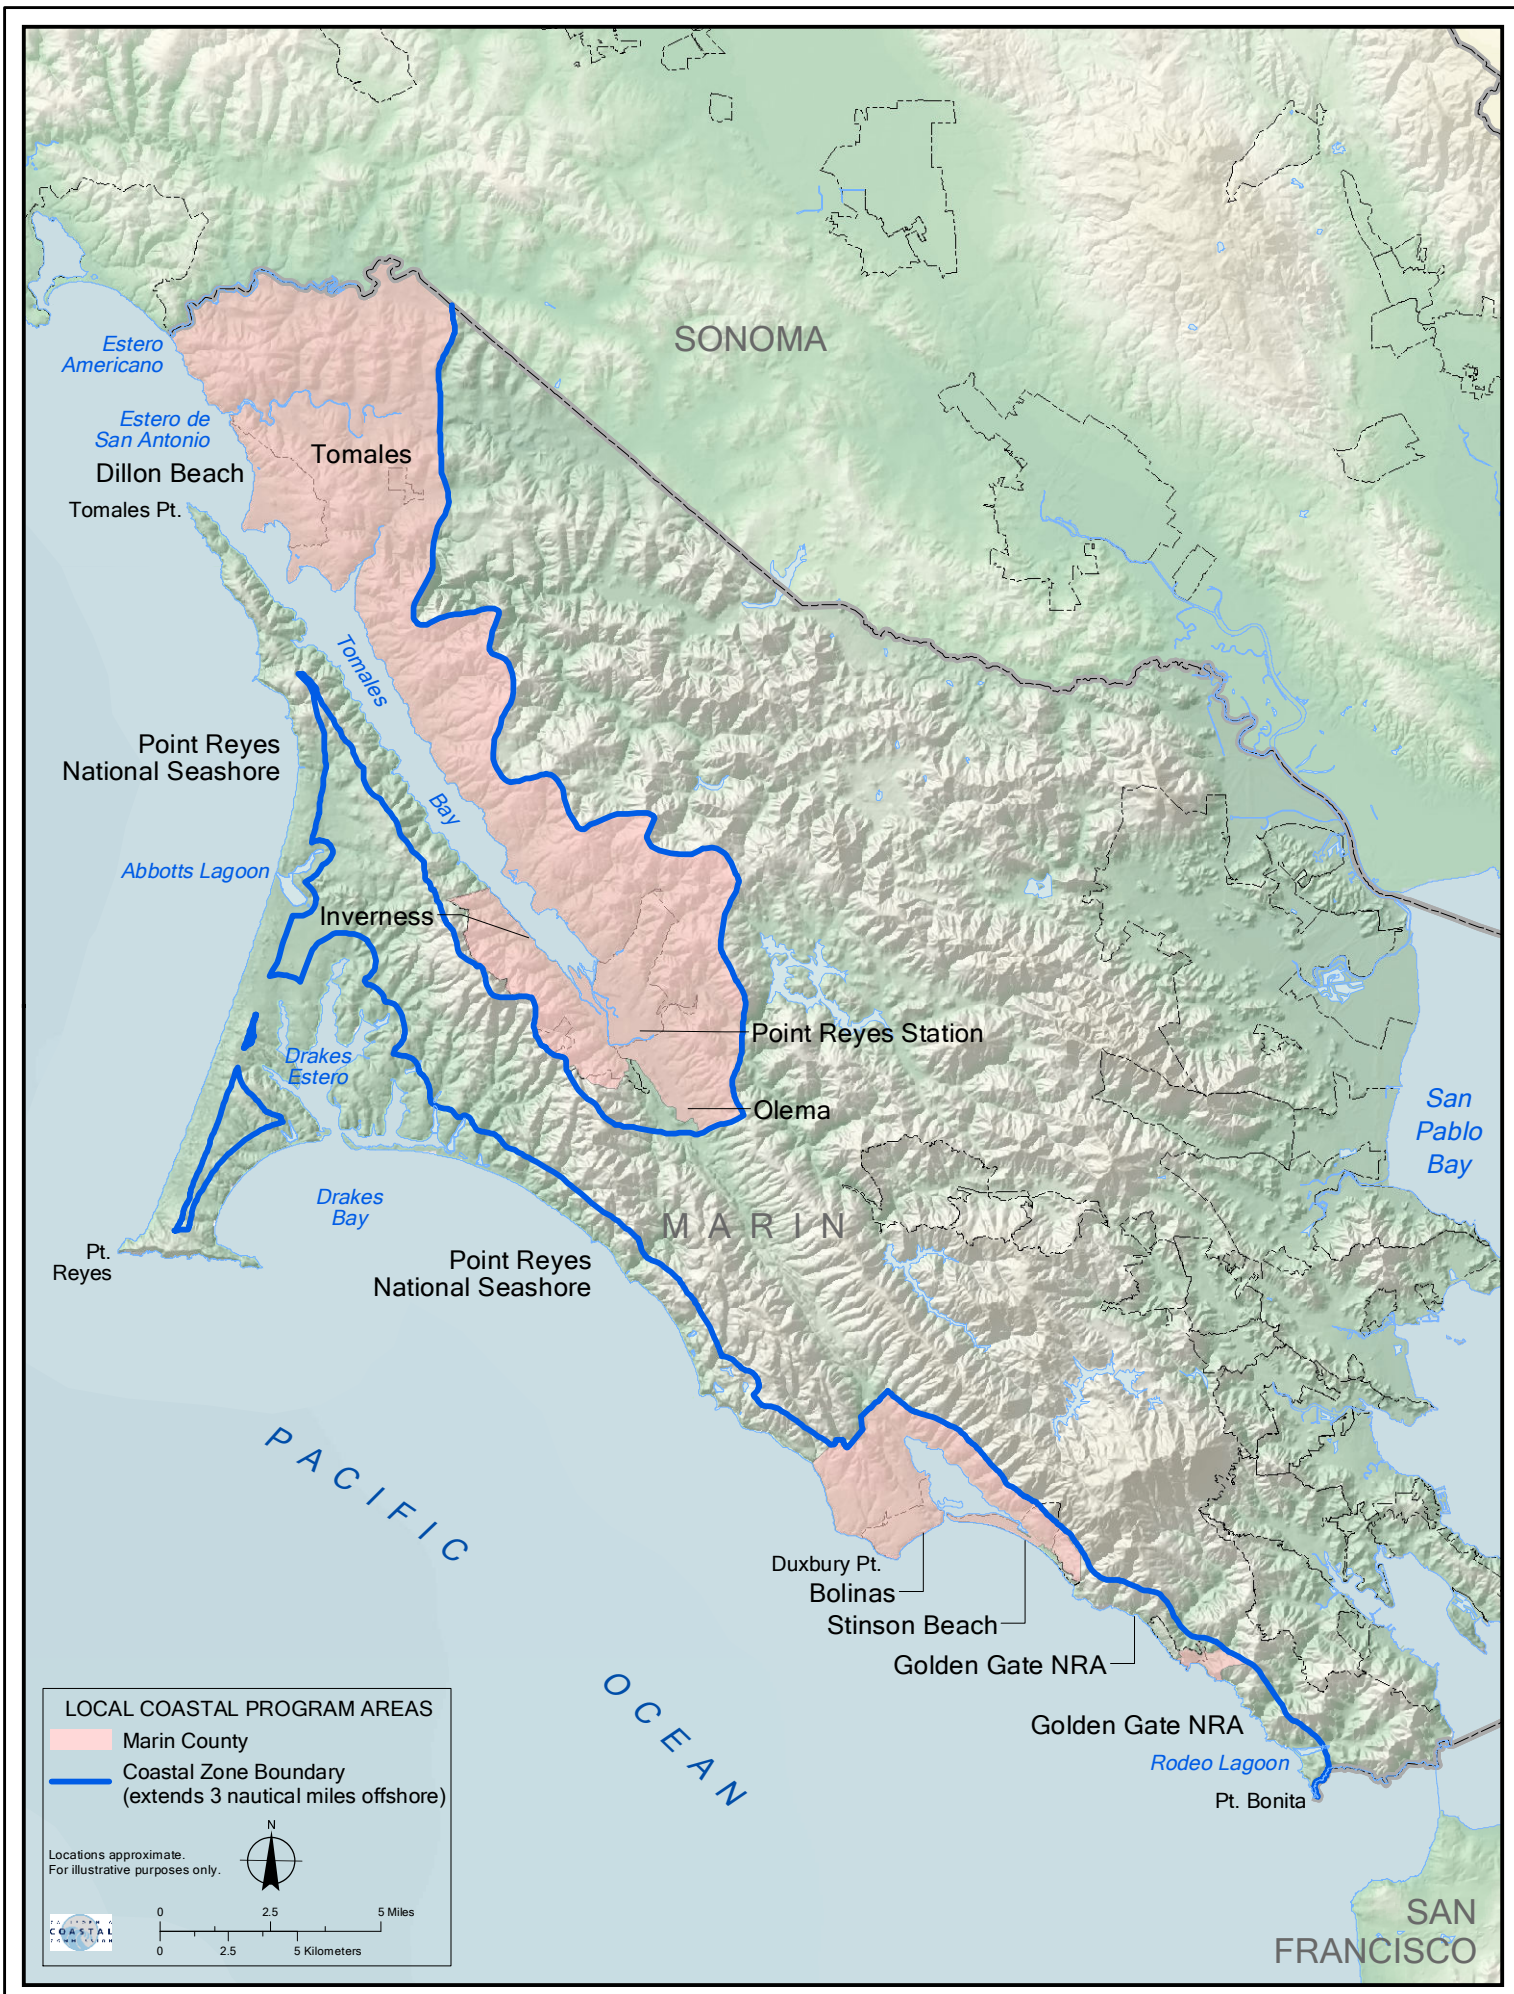 SONOMA
Estero
Americano
Estero de
San Antonio
Tomales
Dillon Beach
Tomales Pt.
Tomales
Bay
Point Reyes
National Seashore
Abbotts Lagoon
Inverness
Point Reyes Station
Drakes
Estero
Olema
San
Pablo
Bay
Drakes
Bay
MARIN
Pt.
Reyes
Point Reyes
National Seashore
PACIFIC
OCEAN
Duxbury Pt.
Bolinas
Stinson Beach
Golden Gate NRA
Golden Gate NRA
Rodeo Lagoon
Pt. Bonita
SAN
FRANCISCO
LOCAL COASTAL PROGRAM AREAS
Marin County
Coastal Zone Boundary
(extends 3 nautical miles offshore)
N
Locations approximate.
For illustrative purposes only.
0 2.5 5 Miles
0 2.5 5 Kilometers
COASTAL